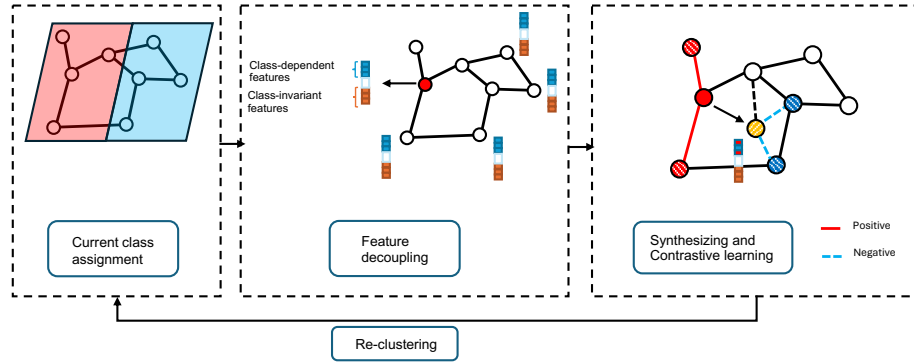 Class-dependent
features
Class-invariant
features
Current class
assignment
Feature
decoupling
Synthesizing and
Contrastive learning
Positive
Negative
Re-clustering